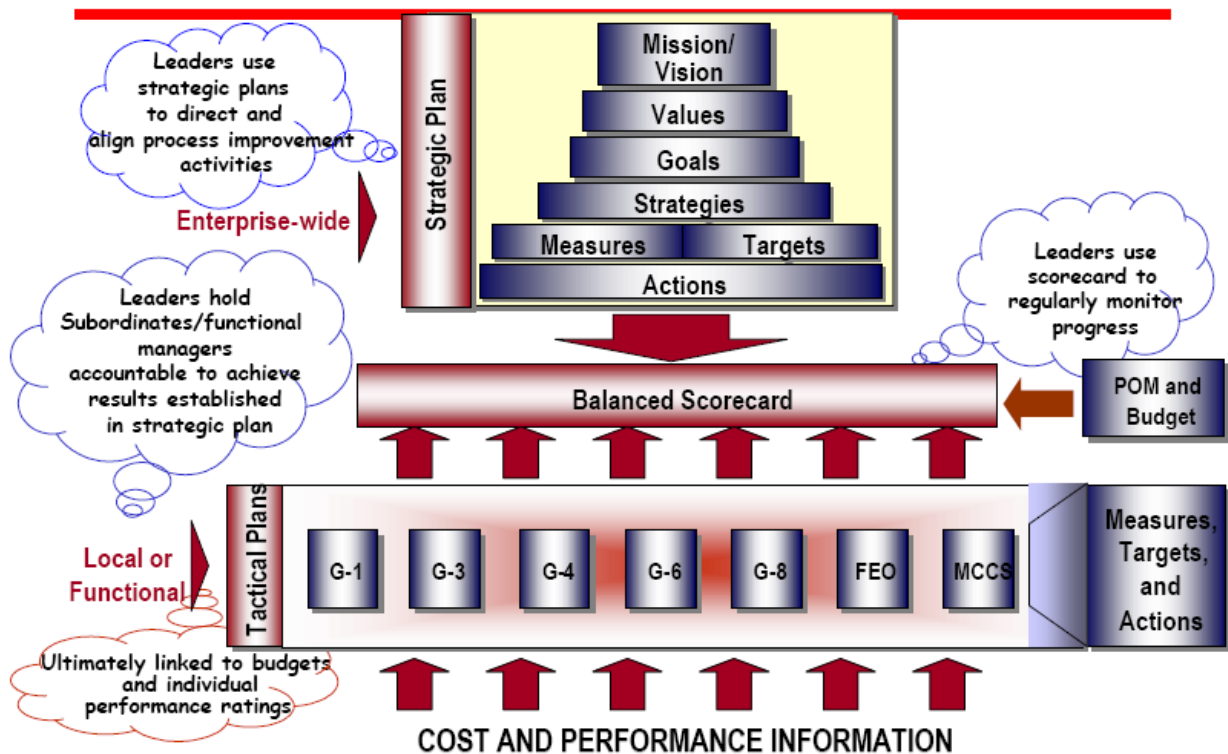 Leaders use
strategic plans
to direct and
align process improvement
activities
Enterprise-wide
Strategic Plan
Mission/
Vision
Values
Goals
Strategies
Measures
Targets
Actions
Leaders use
scorecard to
regularly monitor
progress
Leaders hold
Subordinates/functional
managers
accountable to achieve
results established
in strategic plan
Balanced Scorecard
POM and
Budget
Local or
Functional
Tactical Plans
G-1
G-3
G-4
G-6
G-8
FEO
MCCS
Measures,
Targets,
and
Actions
Ultimately linked to budgets
and individual
performance ratings
COST AND PERFORMANCE INFORMATION